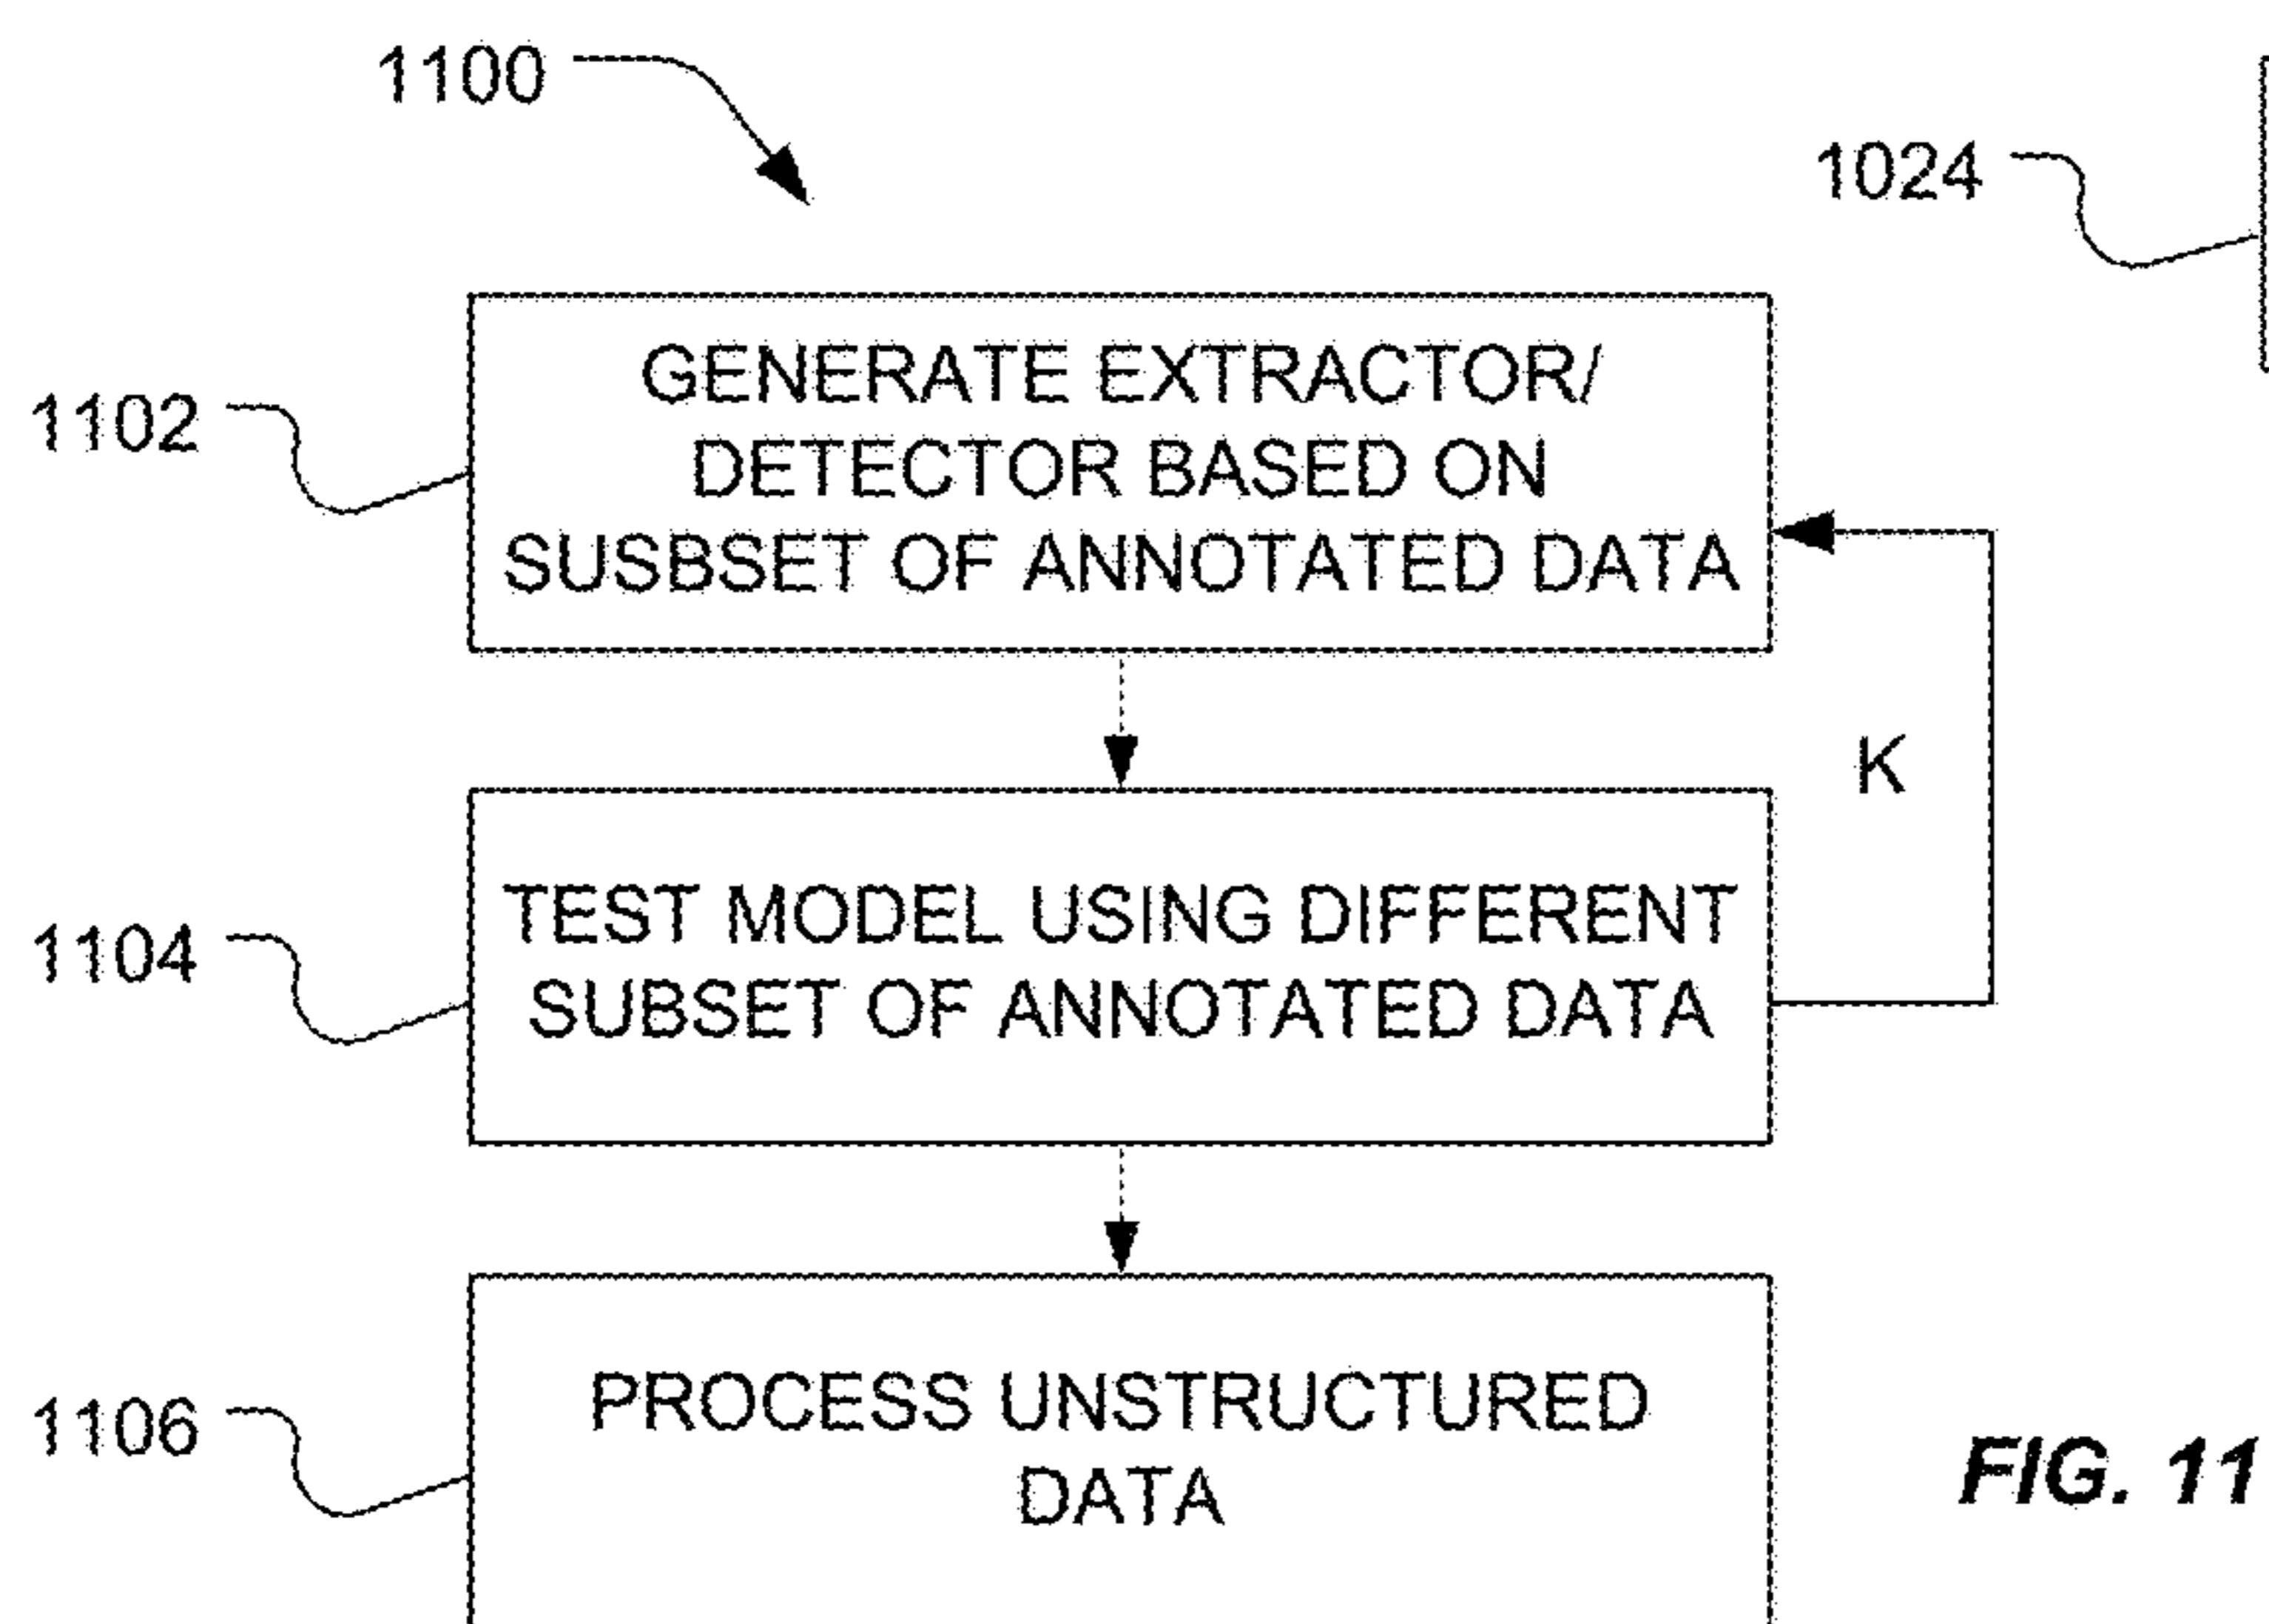 1100
1024
GENERATE EXTRACTOR/
DETECTOR BASED ON
SUSBSET OF ANNOTATED DATA
1102
K
TEST MODEL USING DIFFERENT
SUBSET OF ANNOTATED DATA
1104
PROCESS UNSTRUCTURED
DATA
1106
FIG. 11